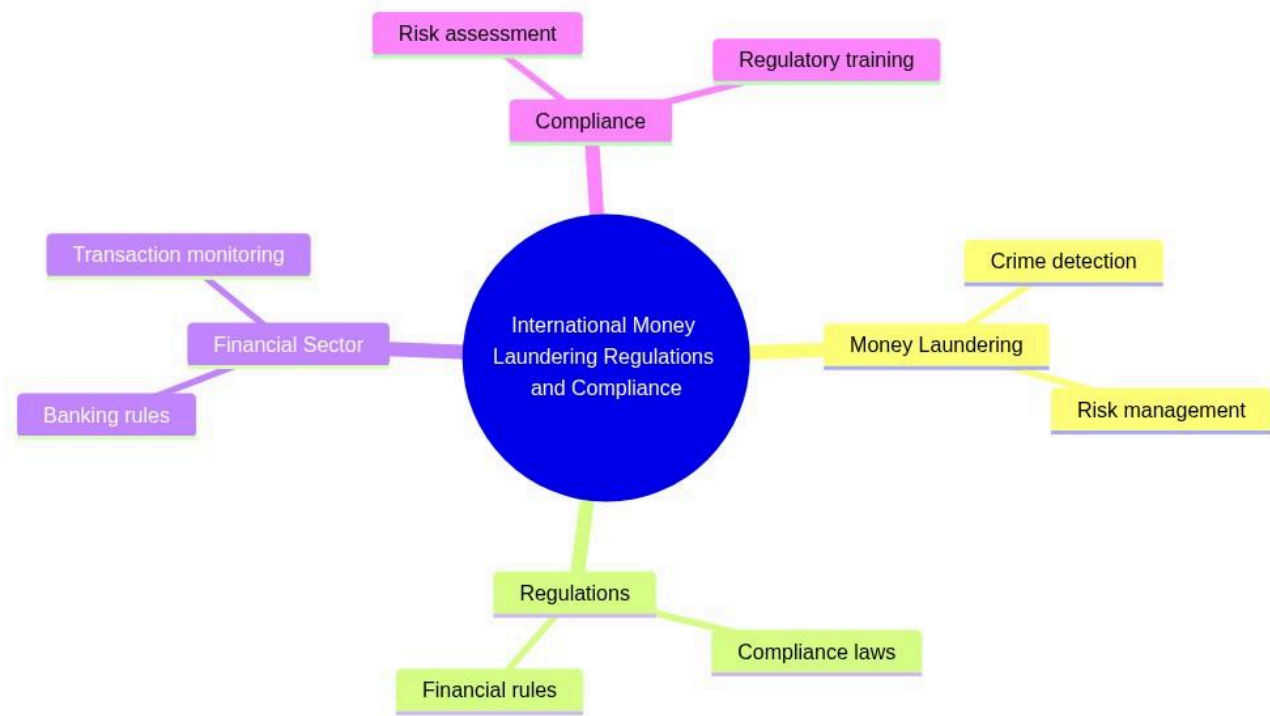 Risk assessment
Regulatory training
Compliance
Transaction monitoring
Financial Sector
Banking rules
International Money
Laundering Regulations
and Compliance
Crime detection
Money Laundering
Risk management
Regulations
Compliance laws
Financial rules